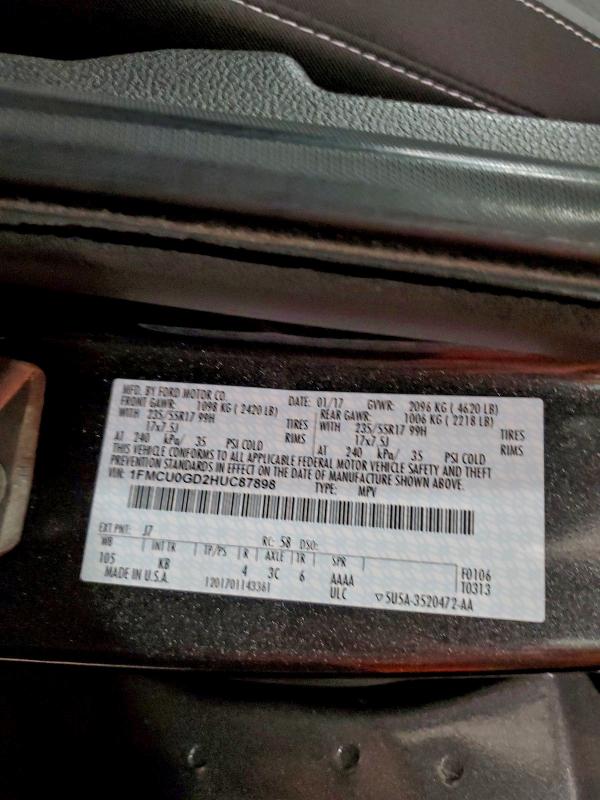 MFD. BY FORD MOTOR CO. DATE: 01/17 GVWR: 2096 KG ( 4620 LB)
FRONT GAWR: 1098 KG ( 2420 LB) REAR GAWR: 1006 KG ( 2218 LB)
WITH 235/55R17 99H TIRES WITH 235/55R17 99H TIRES
17x7.5J RIMS 17x7.5J RIMS
AT 240 kPa/ 35 PSI COLD AT 240 kPa/ 35 PSI COLD
THIS VEHICLE CONFORMS TO ALL APPLICABLE FEDERAL MOTOR VEHICLE SAFETY AND THEFT
PREVENTION STANDARDS IN EFFECT ON THE DATE OF MANUFACTURE SHOWN ABOVE.
VIN: 1FMCU0GD2HUC87898 TYPE: MPV
EXT PNT: J7 RC: 58 DSO:
WB INT TR TP/PS R AXLE TR SPR
105 KB 4 3C 6 AAAA F0106
MADE IN U.S.A. 1201701143361 ULC T0313
▽5U5A-3520472-AA